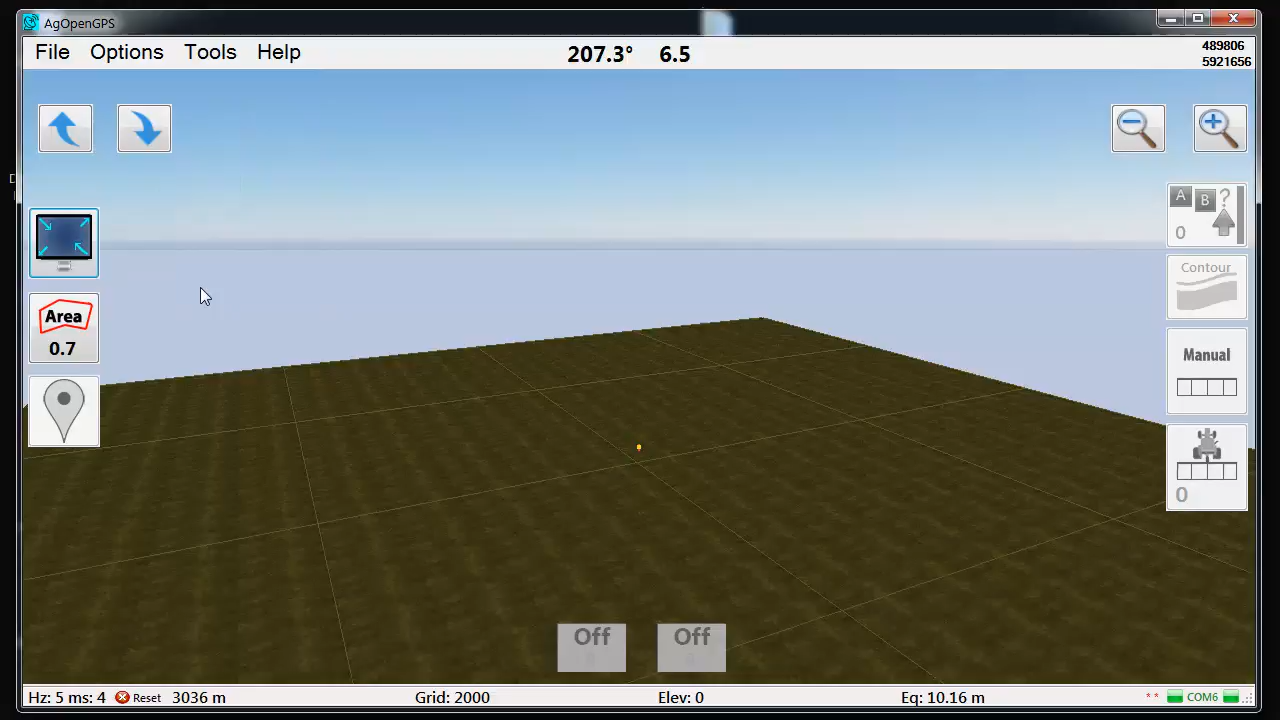 AgOpenGPS
File Options Tools Help 207.3° 6.5
489806
5921656
A B ?
0
Contour
Area
0.7
Manual
0
Off Off
Hz: 5 ms: 4 Reset 3036 m Grid: 2000 Elev: 0 Eq: 10.16 m * * COM6